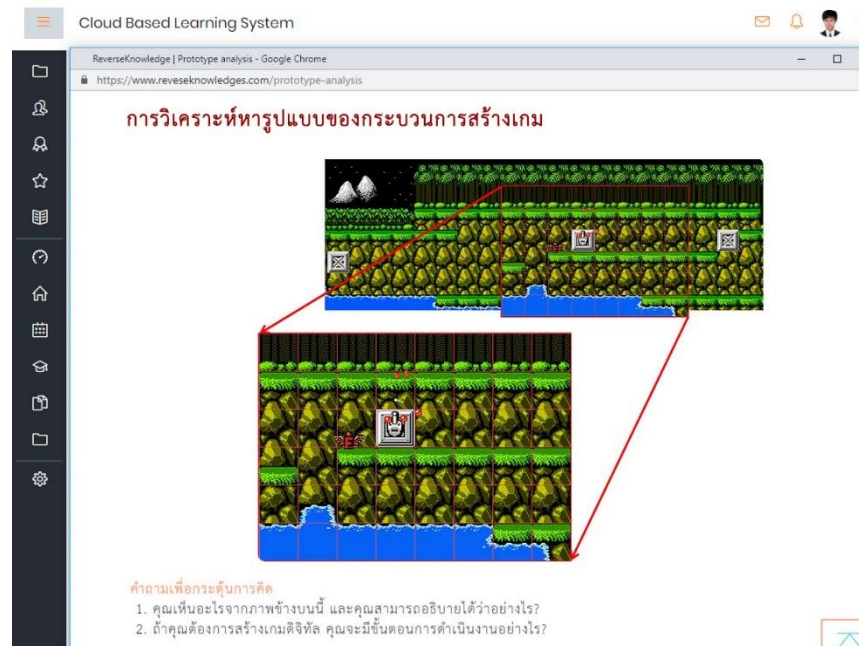 Cloud Based Learning System
ReverseKnowledge | Prototype analysis - Google Chrome
https://www.reveseknowledges.com/prototype-analysis
การวิเคราะห์หารูปแบบของกระบวนการสร้างเกม
คำถามเพื่อกระตุ้นการคิด
1. คุณเห็นอะไรจากภาพข้างบนนี้ และคุณสามารถอธิบายได้ว่าอย่างไร?
2. ถ้าคุณต้องการสร้างเกมดิจิทัล คุณจะมีขั้นตอนการดำเนินงานอย่างไร?